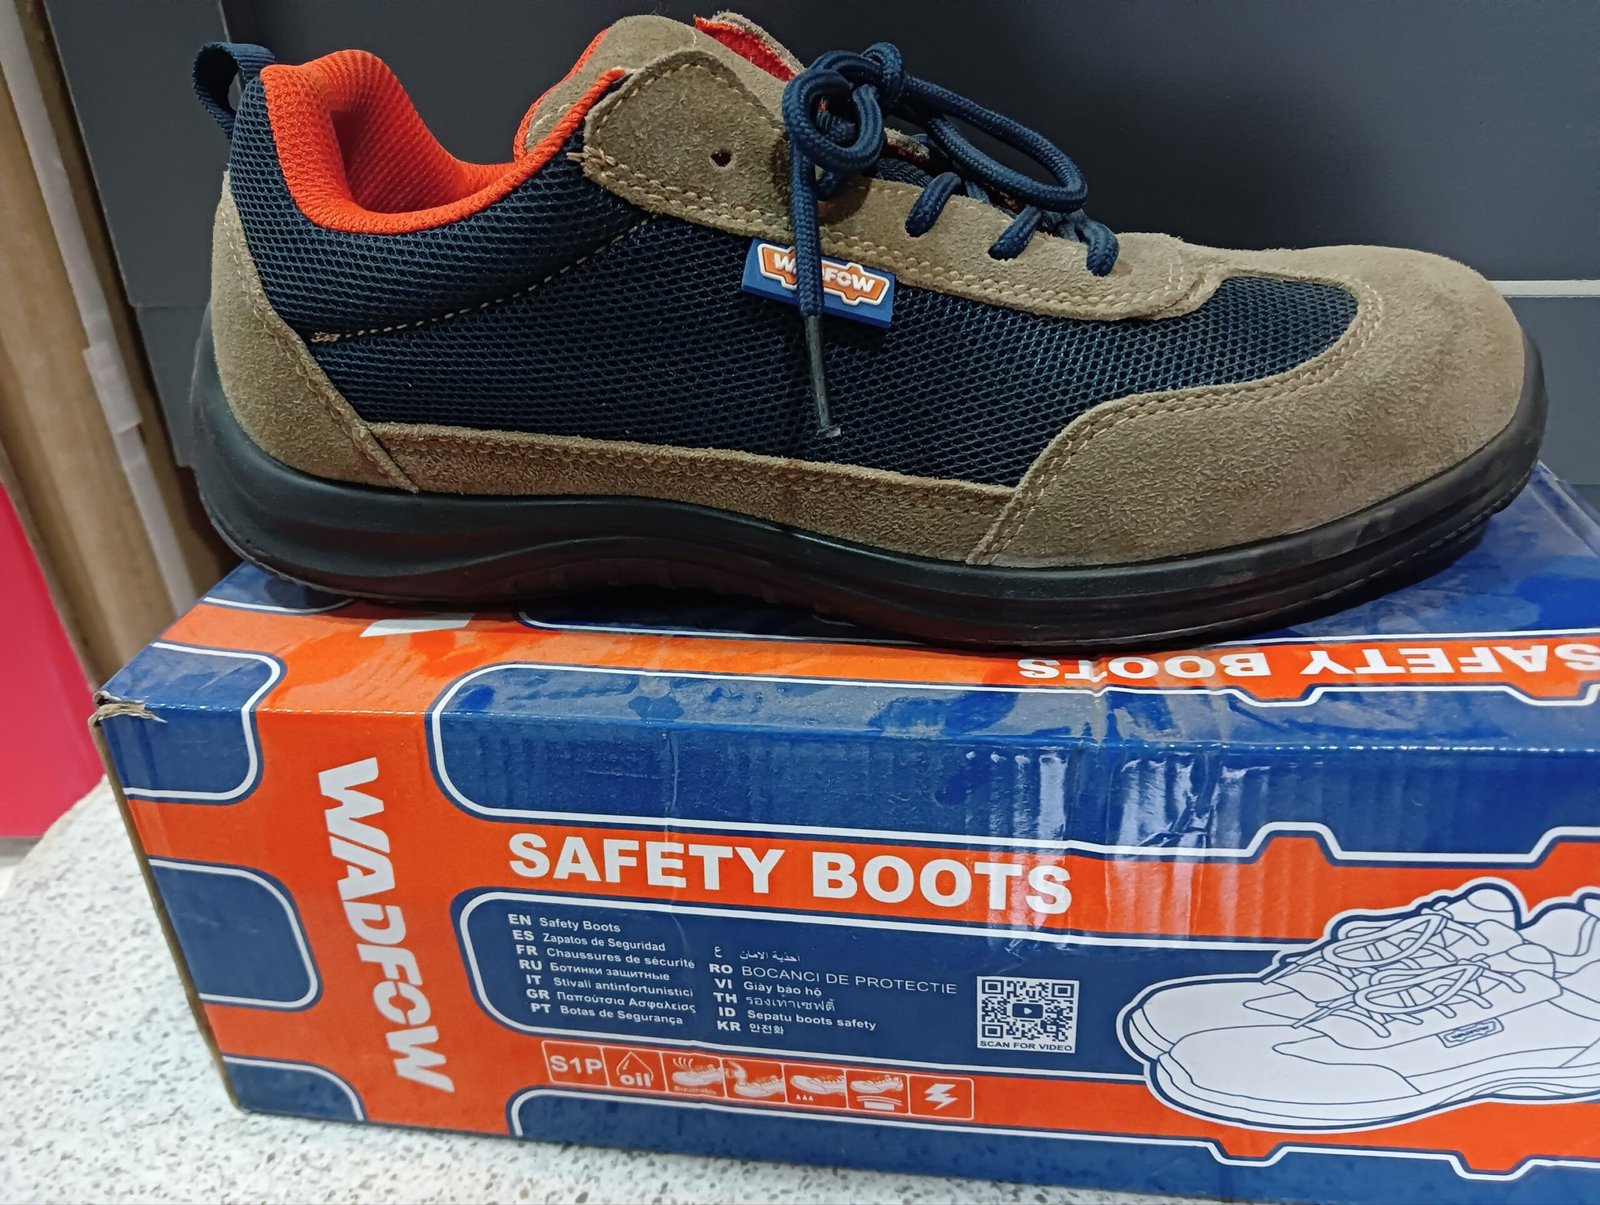 WADFOW
SAFETY BOOTS
WADFOW
SAFETY BOOTS
EN Safety Boots
ES Zapatos de Seguridad
FR Chaussures de sécurité
RU Ботинки защитные
IT Stivali antinfortunistici
GR Παπούτσια Ασφαλείας
PT Botas de Segurança
ع احذية الامان
RO BOCANCI DE PROTECTIE
VI Giày bảo hộ
TH รองเท้าเซฟตี้
ID Sepatu boots safety
KR 안전화
SCAN FOR VIDEO
S1P
oil